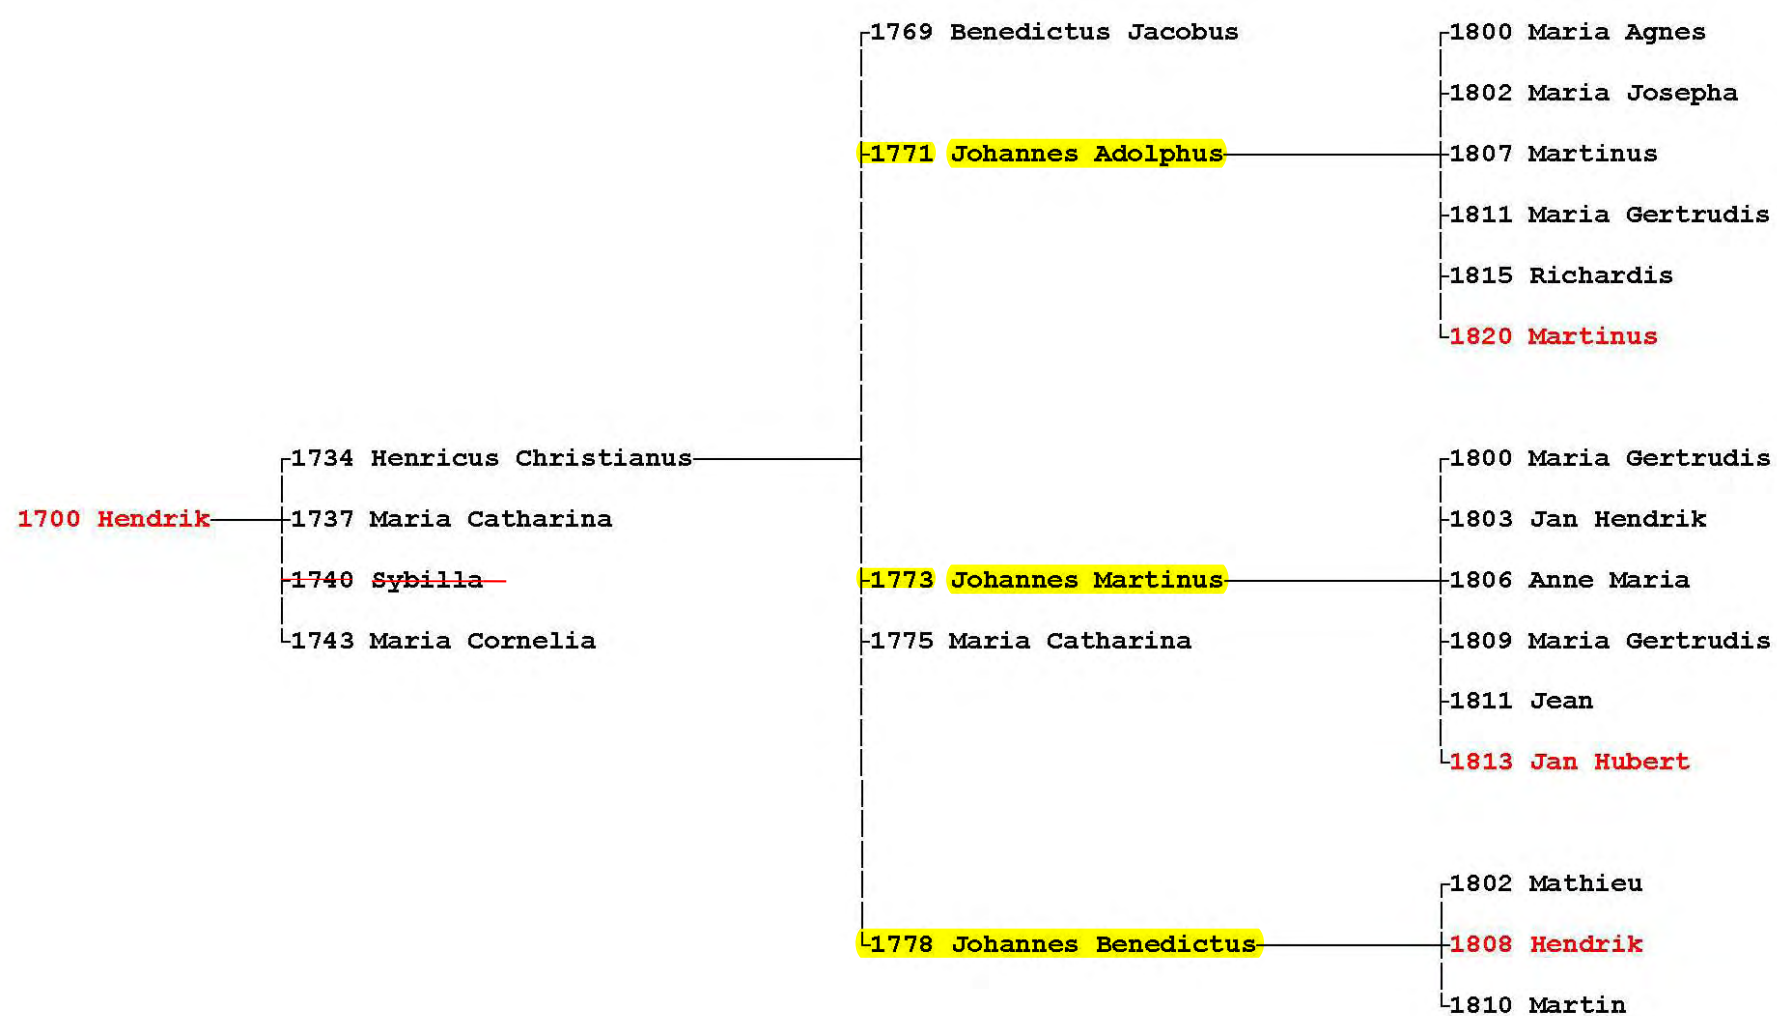 1769 Benedictus Jacobus
1800 Maria Agnes
1802 Maria Josepha
1771 Johannes Adolphus
1807 Martinus
1811 Maria Gertrudis
1815 Richardis
1820 Martinus
1734 Henricus Christianus
1800 Maria Gertrudis
1700 Hendrik
1737 Maria Catharina
1803 Jan Hendrik
1740 Sybilla
1773 Johannes Martinus
1806 Anne Maria
1743 Maria Cornelia
1775 Maria Catharina
1809 Maria Gertrudis
1811 Jean
1813 Jan Hubert
1802 Mathieu
1778 Johannes Benedictus
1808 Hendrik
1810 Martin